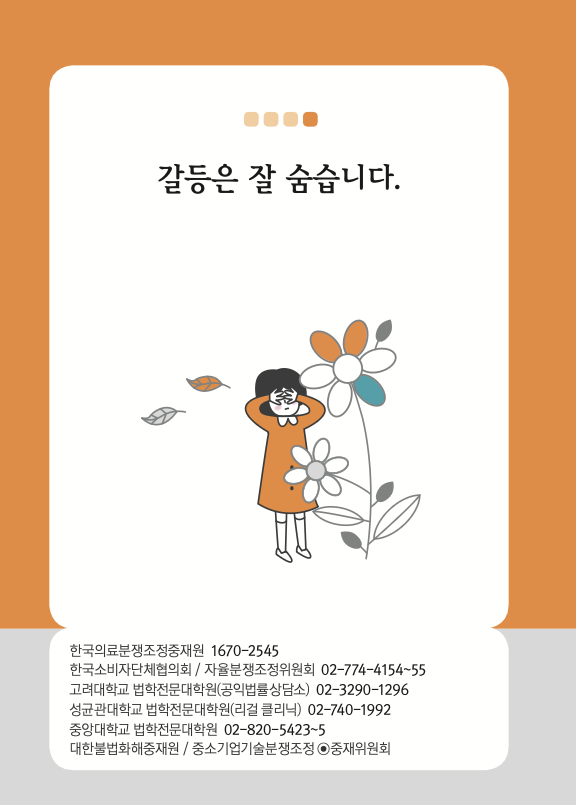 갈등은 잘 숨습니다.
한국의료분쟁조정중재원 1670-2545
한국소비자단체협의회 / 자율분쟁조정위원회 02-774-4154~55
고려대학교 법학전문대학원(공익법률상담소) 02-3290-1296
성균관대학교 법학전문대학원(리걸 클리닉) 02-740-1992
중앙대학교 법학전문대학원 02-820-5423~5
대한불법화해중재원 / 중소기업기술분쟁조정◉중재위원회